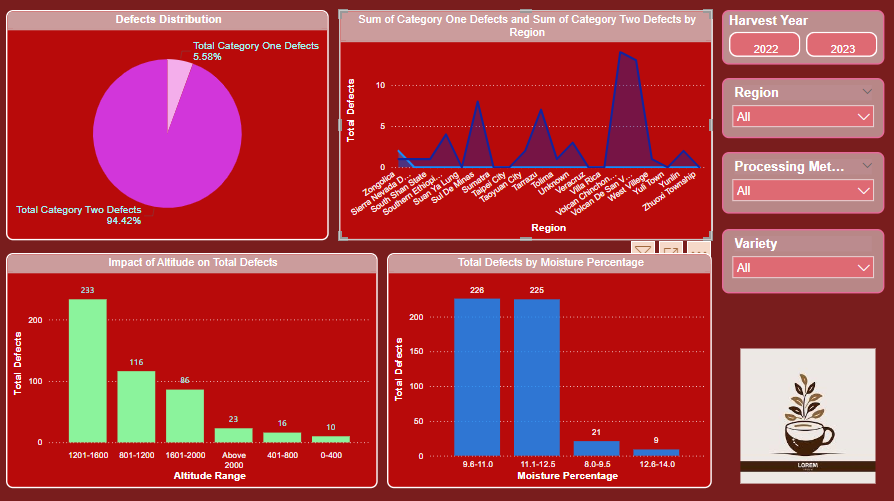 Defects Distribution
Total Category One Defects
5.58%
Total Category Two Defects
94.42%
Sum of Category One Defects and Sum of Category Two Defects by
Region
Total Defects
10
5
0
Zongolica
Sierra Nevada D…
South Shan State
Southern Ethiopi…
Suan Ya Lung
Sul De Minas
Sumatra
Taipei City
Taoyuan City
Tarrazu
Tolima
Unknown
Veracruz
Villa Rica
Volcan Chinchon…
Volcan De San V…
West Valley
Yuli Town
Yunlin
Zhuoxi Township
Region
Harvest Year
2022
2023
Region
All
Processing Met…
All
Variety
All
Impact of Altitude on Total Defects
Total Defects
200
100
0
233
116
86
23
16
10
1201-1600
801-1200
1601-2000
Above
2000
401-800
0-400
Altitude Range
Total Defects by Moisture Percentage
Total Defects
200
150
100
50
0
226
225
21
9
9.6-11.0
11.1-12.5
8.0-9.5
12.6-14.0
Moisture Percentage
LOREM